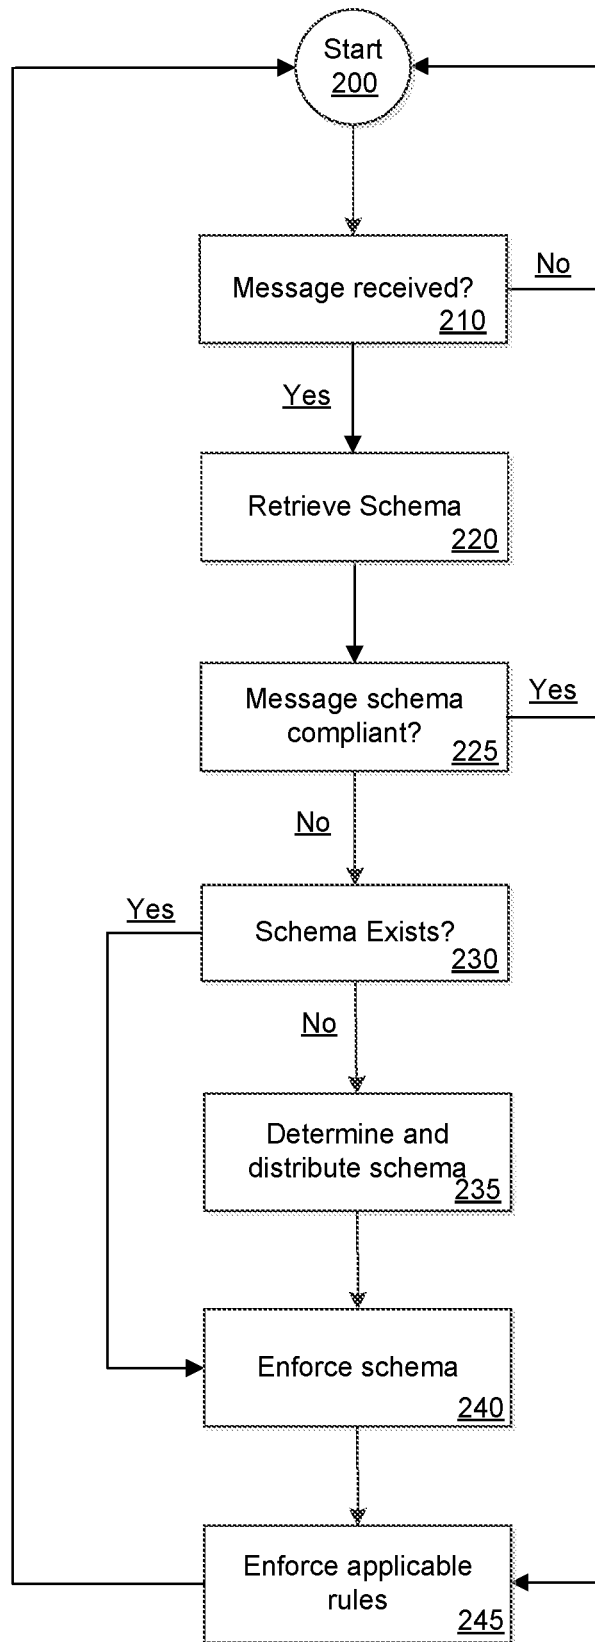 Start
200
Message received?
210
No
Yes
Retrieve Schema
220
Message schema
compliant?
225
Yes
No
Yes
Schema Exists?
230
No
Determine and
distribute schema
235
Enforce schema
240
Enforce applicable
rules
245